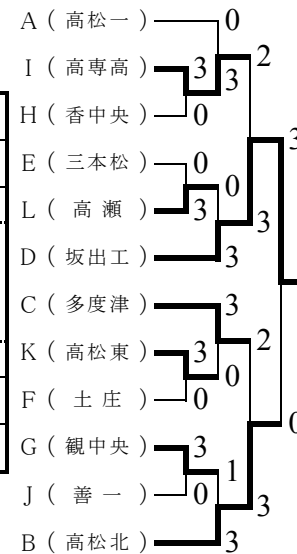 A（高松一） 0
I（高専高） 3 3 2
H（香中央） 0
3
E（三本松） 0 0
L（高瀬） 3 3
D（坂出工） 3
C（多度津） 3
K（高松東） 3 0 2
F（土庄） 0
0
G（観中央） 3 1
J（善一） 0 3
B（高松北） 3